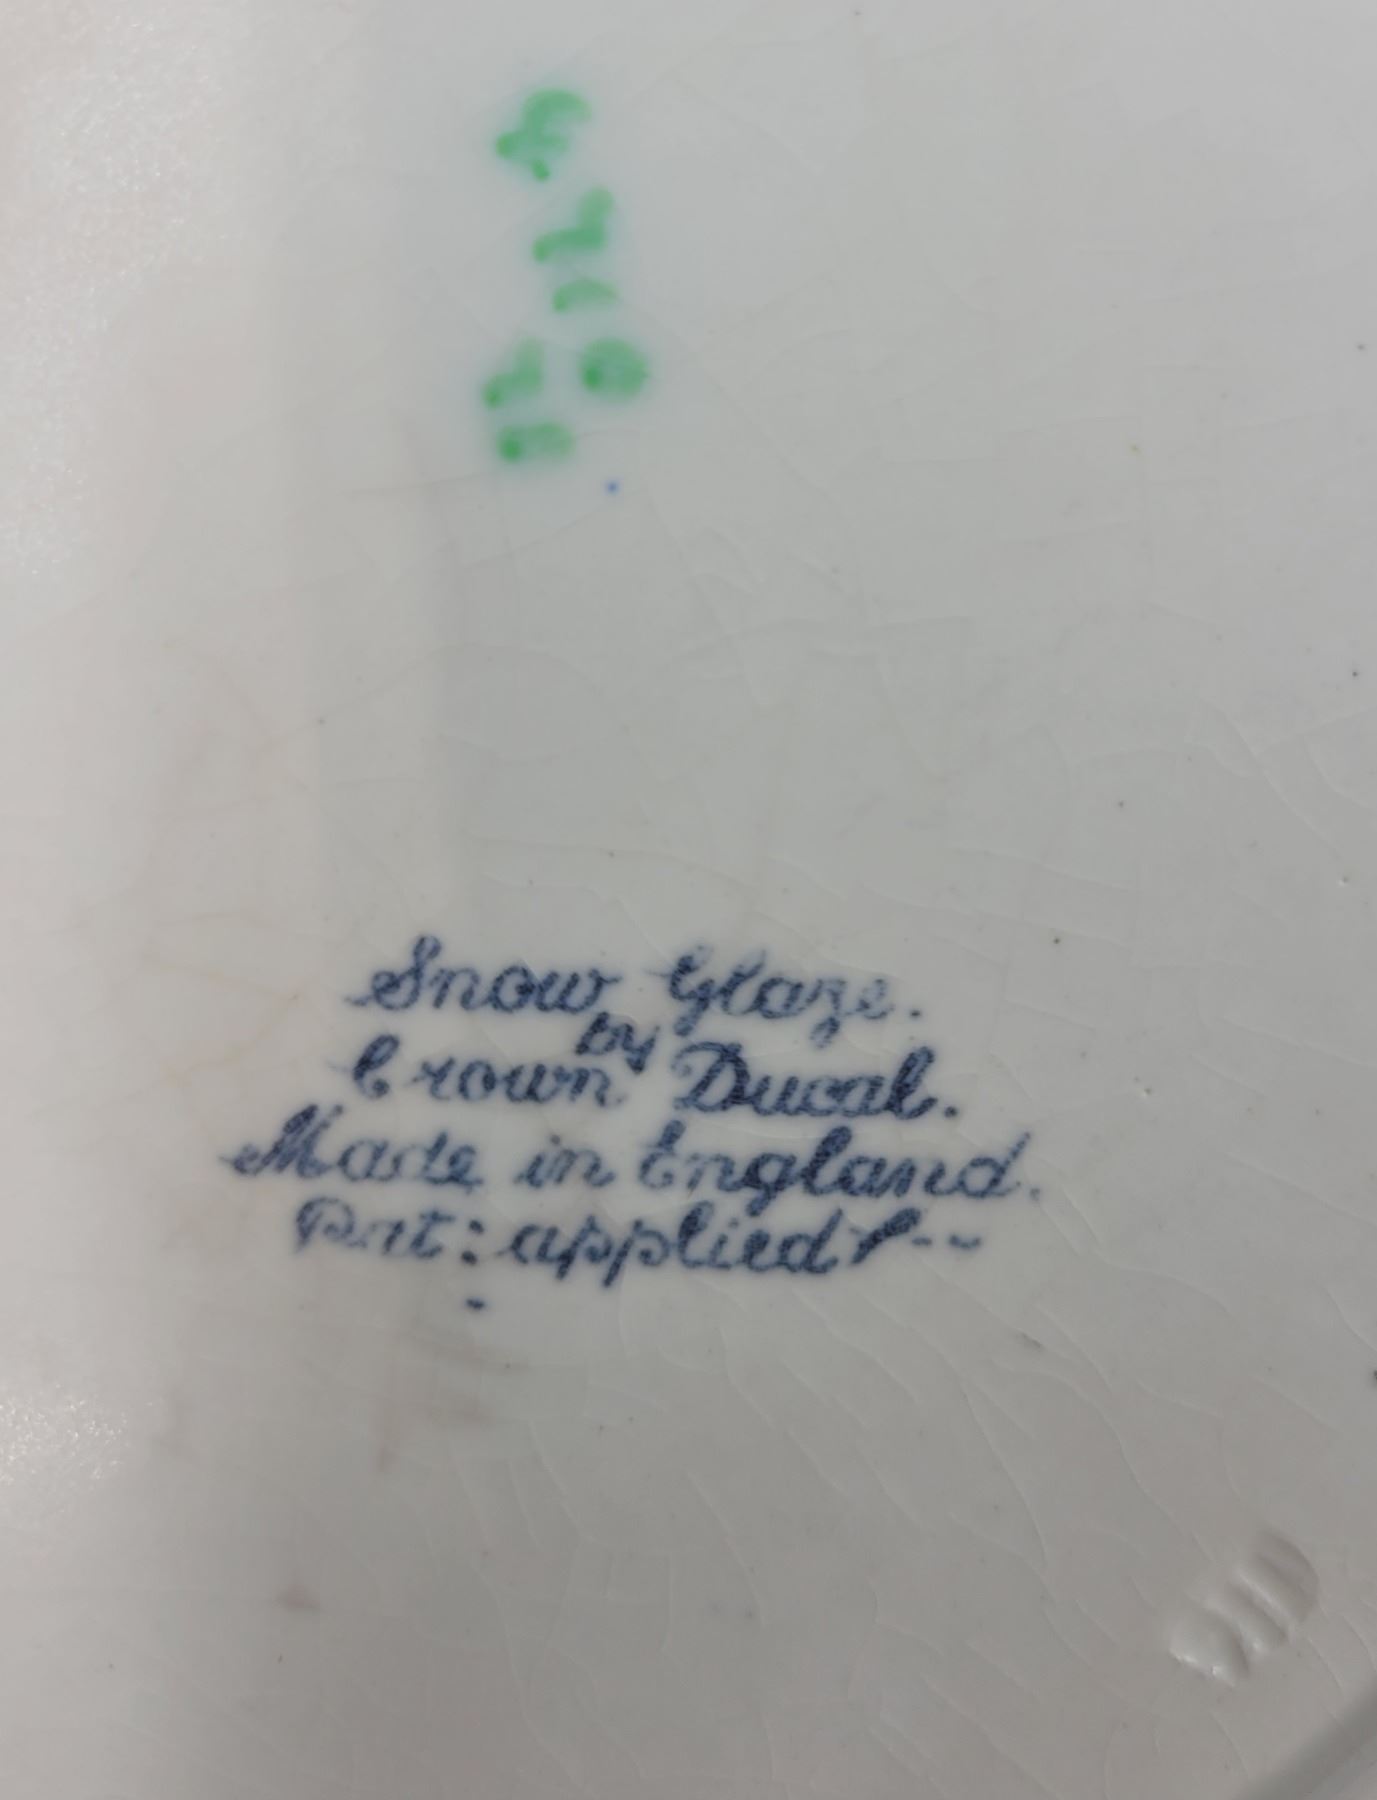 Snow Glaze.
by
Crown Ducal.
Made in England.
Pat: applied f--